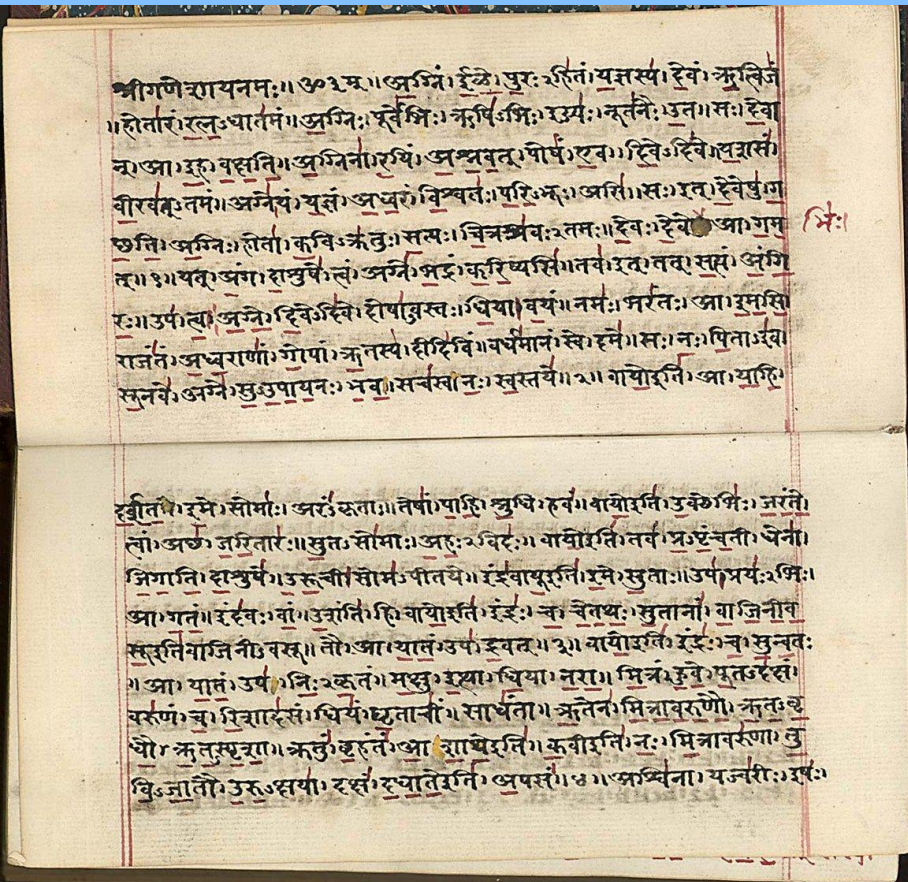 श्रीगणेशायनमः॥ॐ३म्॥अग्निं।ईळे।पुरःऽहितं।यज्ञस्य।देवं।ऋत्विजं
॥होतारं।रत्नऽधातमं॥अग्निः।पूर्वेभिः।ऋषिऽभिः।ईड्यः।नूतनैः।उत॥सः।देवा
न्।आ।इह।वक्षति॥अग्निना।रयिं।अश्नवत्।पोषं।एव।दिवेऽदिवे॥यशसं।
वीरवत्ऽतमं॥अग्ने।यं।यज्ञं।अध्वरं।विश्वतः।परिऽभूः।असि॥सः।इत्।देवेषु।ग
छति।अग्निः।होता।कविऽक्रतुः।सत्यः।चित्रश्रवःऽतमः॥देवः।देवे आ।गम
भिः।
त्॥१॥यत्।अंग।दाशुषे।त्वं।अग्ने।भद्रं।करिष्यसि॥तव।इत्।तत्।सत्यं।अंगि
रः॥उप।त्वा।अग्ने।दिवेऽदिवे।दोषाऽवस्तः।धिया।वयं॥नमः।भरंतः।आ।इमसि
राजंतं।अध्वराणां।गोपां।ऋतस्य।दीदिविं॥वर्धमानं।स्वे।दमे॥सः।नः।पिताऽइव।
सूनवे।अग्ने।सुऽउपायनः।भव॥सचस्व।नः।स्वस्तये॥२॥वायोइति।आ।याहि।
दर्शत।इमे।सोमाः।अरंऽकृताः॥तेषां।पाहि।श्रुधि।हवं॥वायोइति।उक्थेभिः।जरंते।
त्वां।अछ।जरितारः॥सुतऽसोमाः।अहःऽविदः॥वायोइति।तव।प्रऽपृंचती।धेना।
जिगाति।दाशुषे॥उरूची।सोमऽपीतये॥इंद्रवायूइति।इमे।सुताः॥उप।प्रयःऽभिः।
आ।गतं॥इंदवः।वां।उशंति।हि।वायोइति।इंद्रः।च।चेतथः।सुतानां।वाजिनीव
सूइतिवाजिनीऽवसू॥तौ।आ।यातं।उप।द्रवत्॥३॥वायोइति।इंद्रः।च।सुन्वतः
॥आ।यातं।उप।निःऽकृतं॥मक्षु।इत्था।धिया।नरा॥मित्रं।हुवे।पूतऽदक्षं।
वरुणं।च।रिशादसं।धियं।घृताचीं।साधंता॥ऋतेन।मित्रावरुणौ।ऋतऽवृ
धौ।ऋतऽस्पृशा॥क्रतुं।बृहंतं।आशाथेइति॥कवीइति।नः।मित्रावरुणा।तु
विऽजातौ।उरुऽक्षया।दक्षं।दधातेइति।अपसं॥४॥अश्विना।यज्वरीः।इषः।